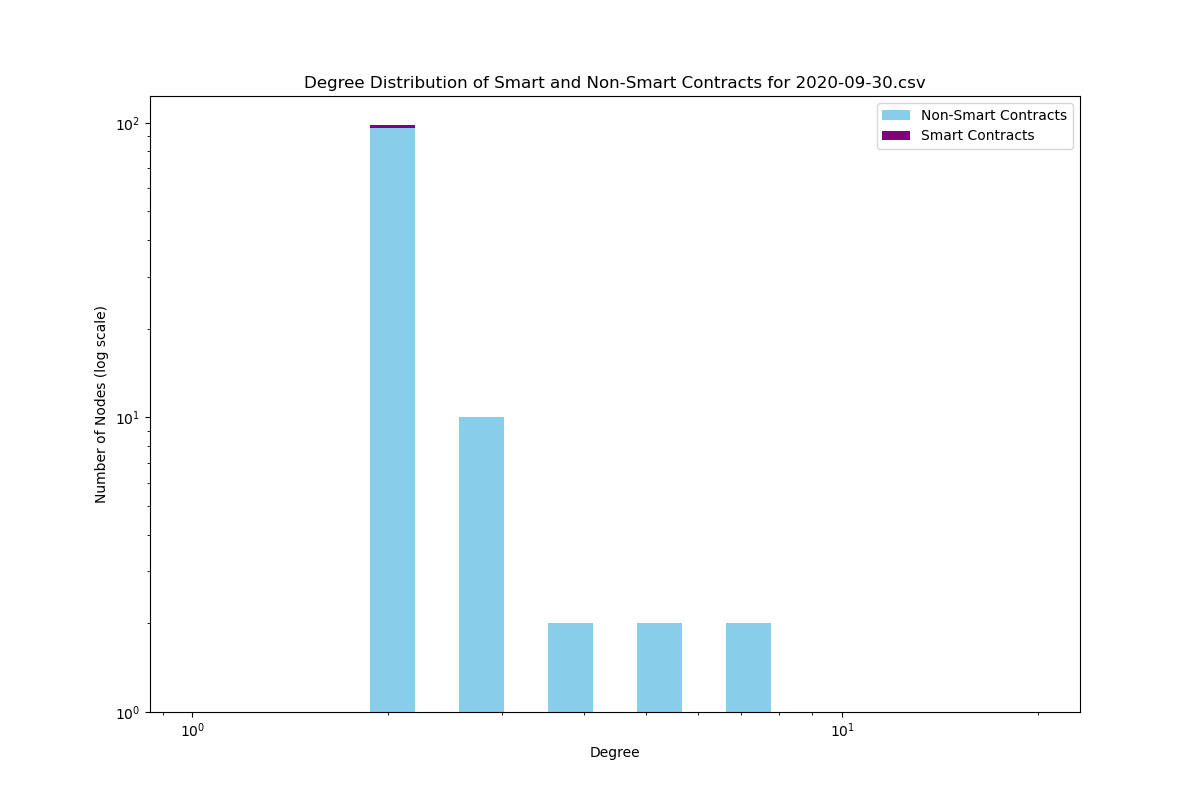 Degree Distribution of Smart and Non-Smart Contracts for 2020-09-30.csv
Non-Smart Contracts
Smart Contracts
Number of Nodes (log scale)
10²
10¹
10⁰
10⁰ 10¹
Degree